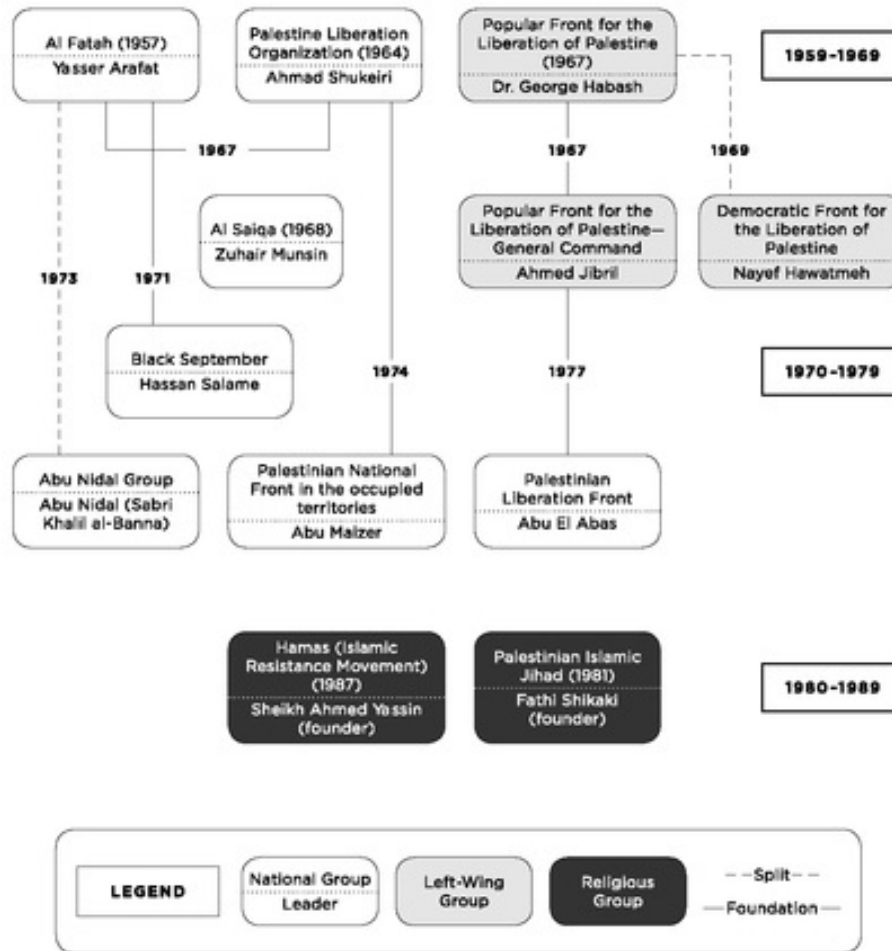 Al Fatah (1957)
Yasser Arafat
Palestine Liberation
Organization (1964)
Ahmad Shukeiri
Popular Front for the
Liberation of Palestine
(1967)
Dr. George Habash
1959-1969
1967
1967
1969
Al Saiqa (1968)
Zuhair Munsin
Popular Front for the
Liberation of Palestine—
General Command
Ahmed Jibril
Democratic Front for
the Liberation of
Palestine
Nayef Hawatmeh
1973
1971
Black September
Hassan Salame
1974
1977
1970-1979
Abu Nidal Group
Abu Nidal (Sabri
Khalil al-Banna)
Palestinian National
Front in the occupied
territories
Abu Maizer
Palestinian
Liberation Front
Abu El Abas
Hamas (Islamic
Resistance Movement)
(1987)
Sheikh Ahmed Yassin
(founder)
Palestinian Islamic
Jihad (1981)
Fathi Shikaki
(founder)
1980-1989
LEGEND
National Group
Leader
Left-Wing
Group
Religious
Group
Split
Foundation